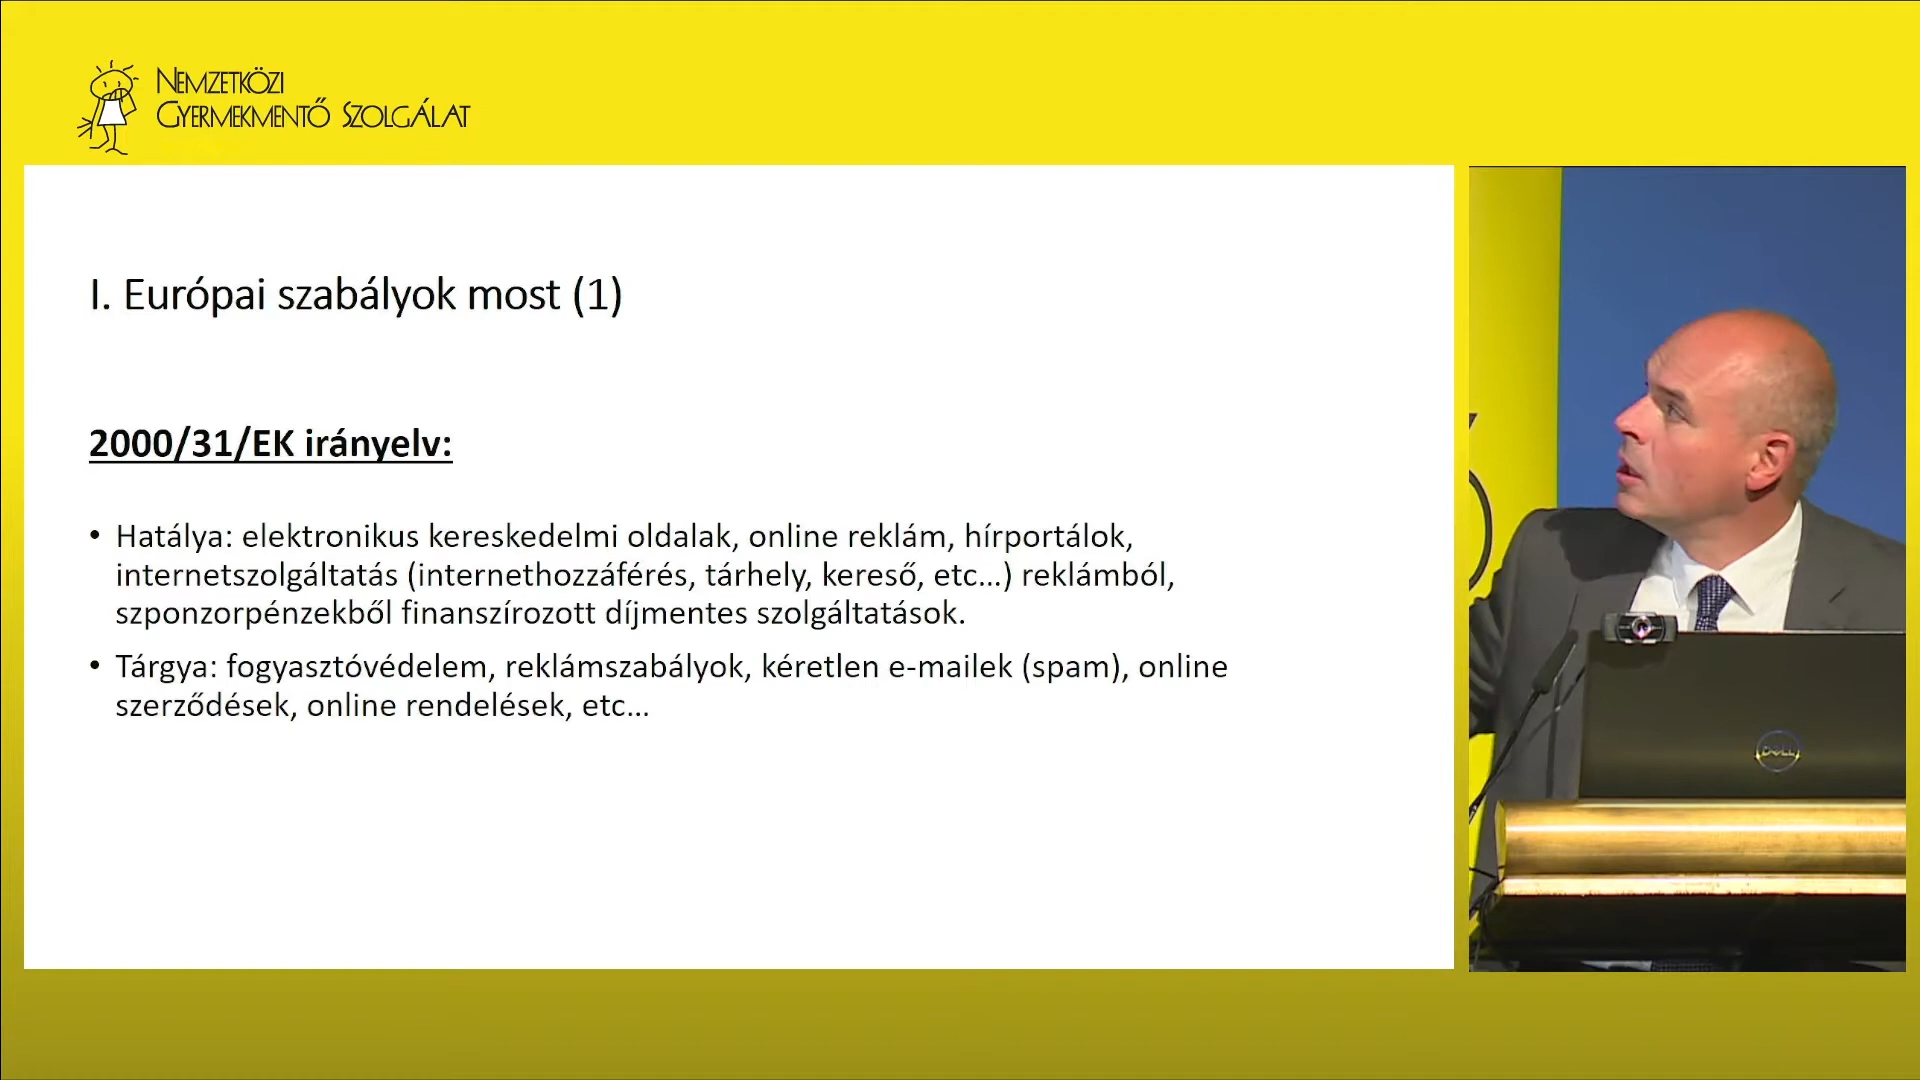 NEMZETKÖZI
GYERMEKMENTŐ SZOLGÁLAT
I. Európai szabályok most (1)
2000/31/EK irányelv:
• Hatálya: elektronikus kereskedelmi oldalak, online reklám, hírportálok,
internetszolgáltatás (internethozzáférés, tárhely, kereső, etc...) reklámból,
szponzorpénzekből finanszírozott díjmentes szolgáltatások.
• Tárgya: fogyasztóvédelem, reklámszabályok, kéretlen e-mailek (spam), online
szerződések, online rendelések, etc...
DELL